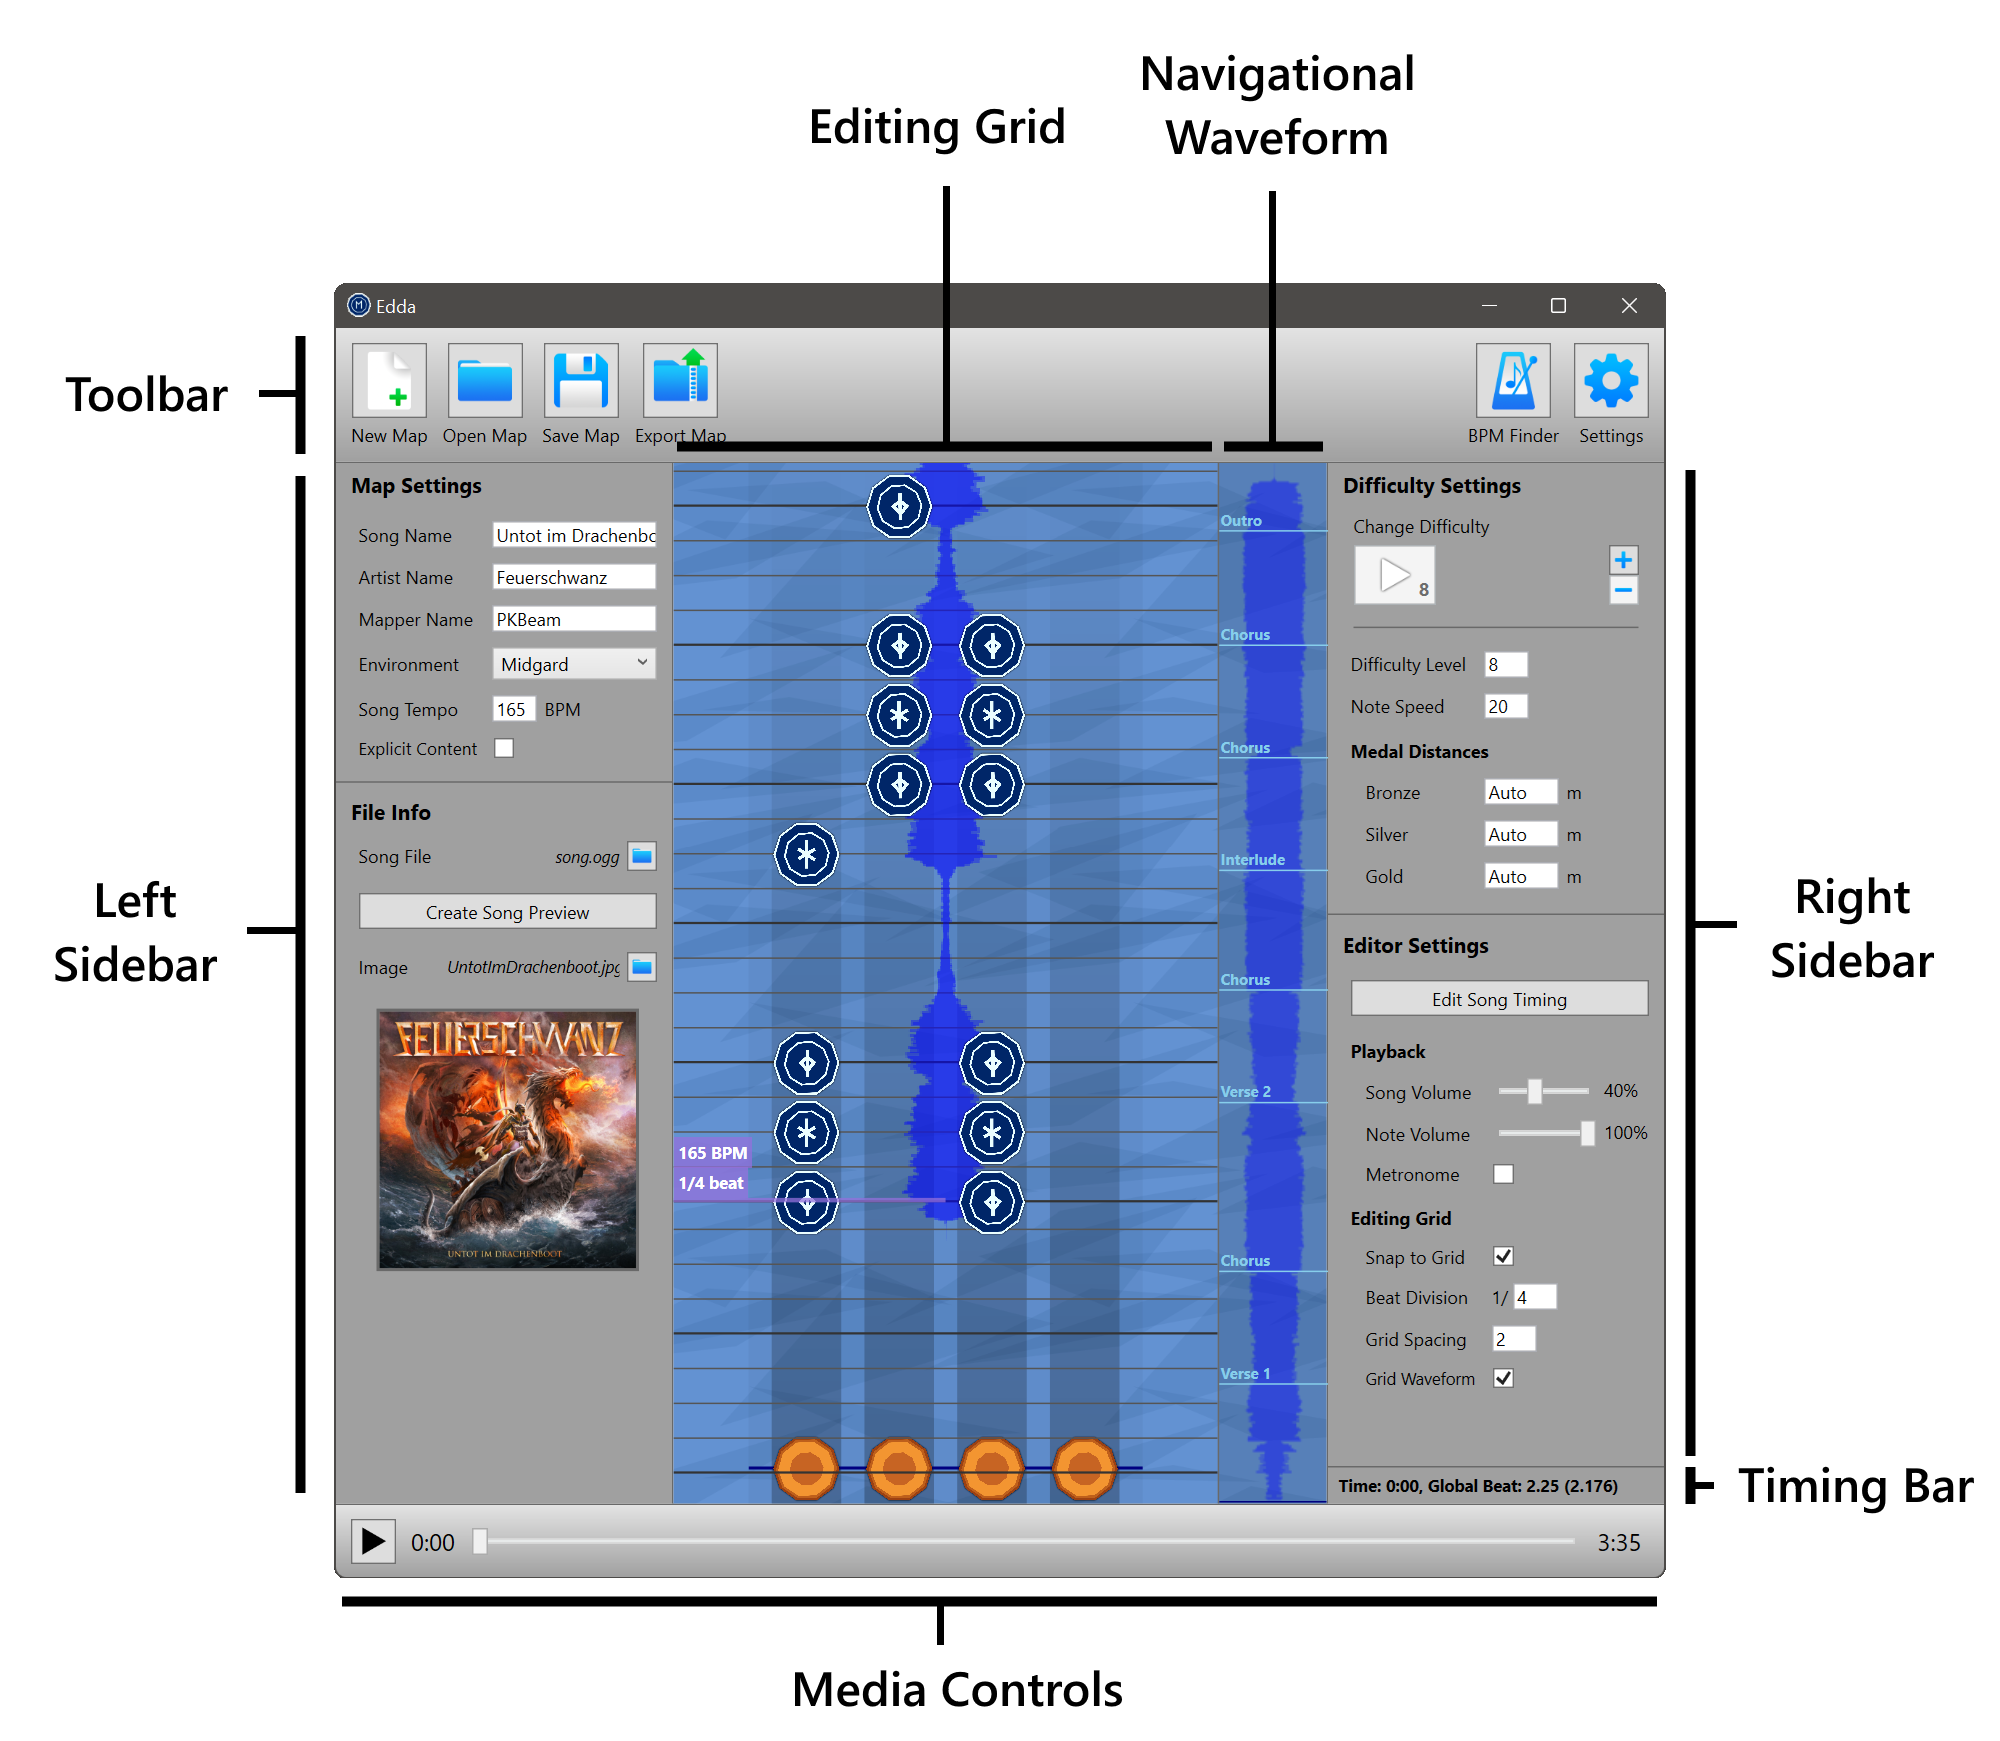 Navigational
Waveform
Editing Grid
Edda
Toolbar
New Map
Open Map
Save Map
Export Map
BPM Finder
Settings
Left
Sidebar
Map Settings
Song Name
Untot im Drachenbo
Artist Name
Feuerschwanz
Mapper Name
PKBeam
Environment
Midgard
Song Tempo
165
BPM
Explicit Content
File Info
Song File
song.ogg
Create Song Preview
Image
UntotImDrachenboot.jpg
FEUERSCHWANZ
UNTOT IM DRACHENBOOT
165 BPM
1/4 beat
Outro
Chorus
Chorus
Interlude
Chorus
Verse 2
Chorus
Verse 1
Difficulty Settings
Change Difficulty
8
+
−
Difficulty Level
8
Note Speed
20
Medal Distances
Bronze
Auto
m
Silver
Auto
m
Gold
Auto
m
Editor Settings
Edit Song Timing
Playback
Song Volume
40%
Note Volume
100%
Metronome
Editing Grid
Snap to Grid
Beat Division
1/ 4
Grid Spacing
2
Grid Waveform
Right
Sidebar
Time: 0:00, Global Beat: 2.25 (2.176)
Timing Bar
0:00
3:35
Media Controls